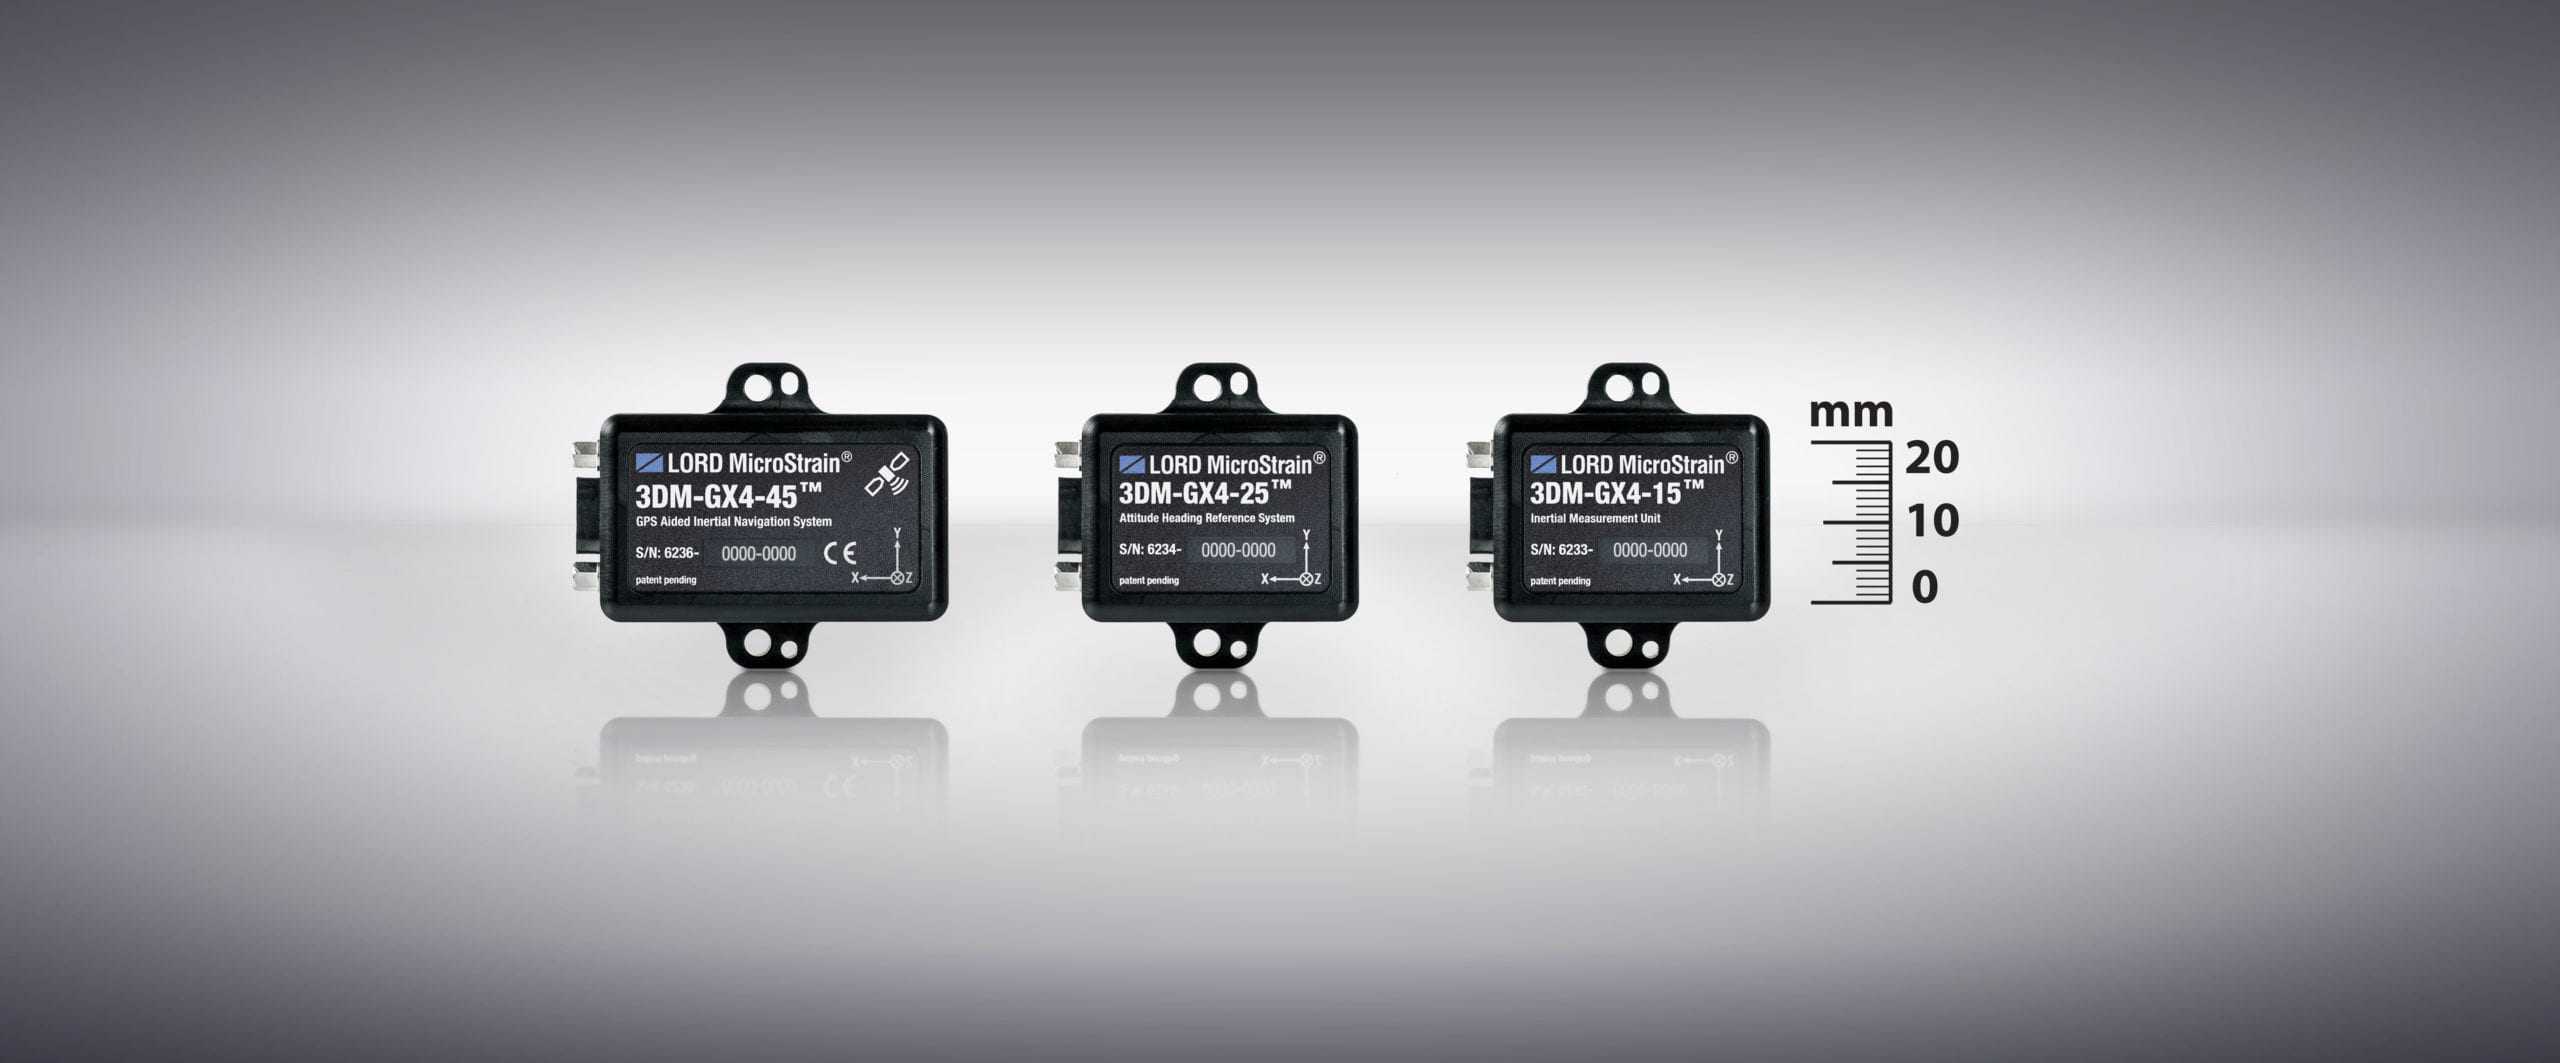 LORD MicroStrain®
3DM-GX4-45™
GPS Aided Inertial Navigation System
S/N: 6236- 0000-0000 CE
patent pending
Y
X Z
LORD MicroStrain®
3DM-GX4-25™
Attitude Heading Reference System
S/N: 6234- 0000-0000
patent pending
Y
X Z
LORD MicroStrain®
3DM-GX4-15™
Inertial Measurement Unit
S/N: 6233- 0000-0000
patent pending
Y
X Z
mm
20
10
0